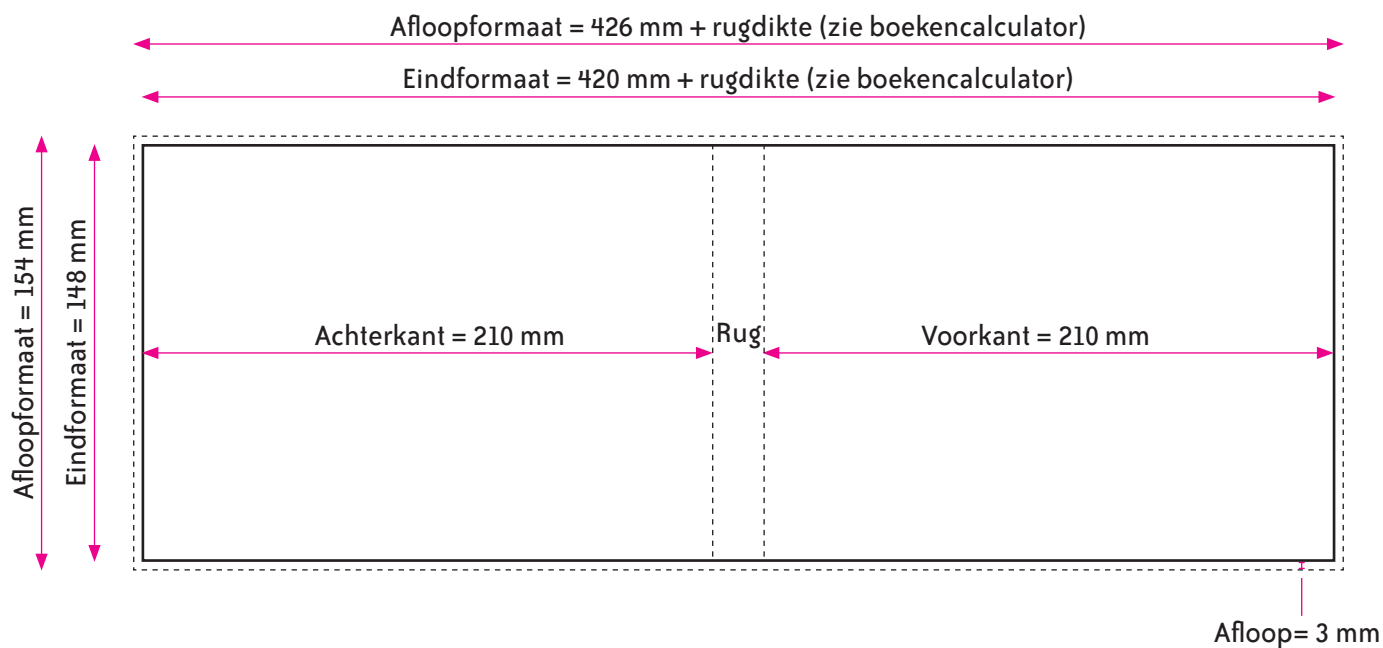 Afloopformaat = 426 mm + rugdikte (zie boekencalculator)
Eindformaat = 420 mm + rugdikte (zie boekencalculator)
Afloopformaat = 154 mm
Eindformaat = 148 mm
Achterkant = 210 mm
Rug
Voorkant = 210 mm
Afloop= 3 mm